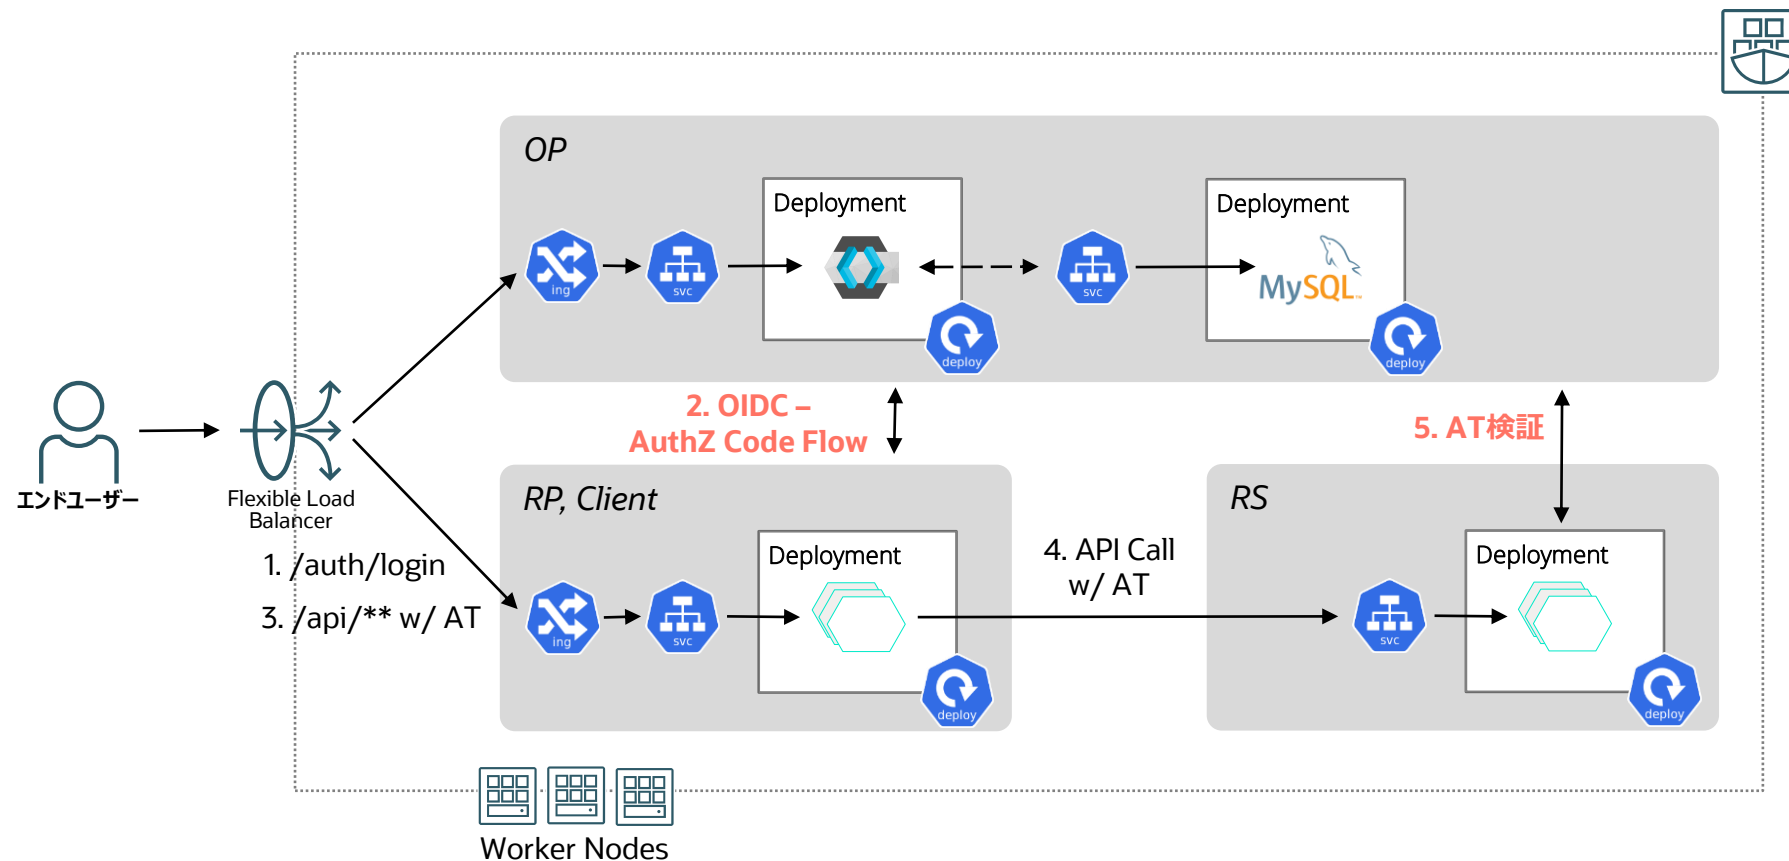 OP
Deployment
ing
svc
deploy
svc
Deployment
MySQL™
deploy
エンドユーザー
Flexible Load
Balancer
1. /auth/login
3. /api/** w/ AT
2. OIDC –
AuthZ Code Flow
5. AT検証
RP, Client
Deployment
ing
svc
deploy
4. API Call
w/ AT
RS
svc
Deployment
deploy
Worker Nodes